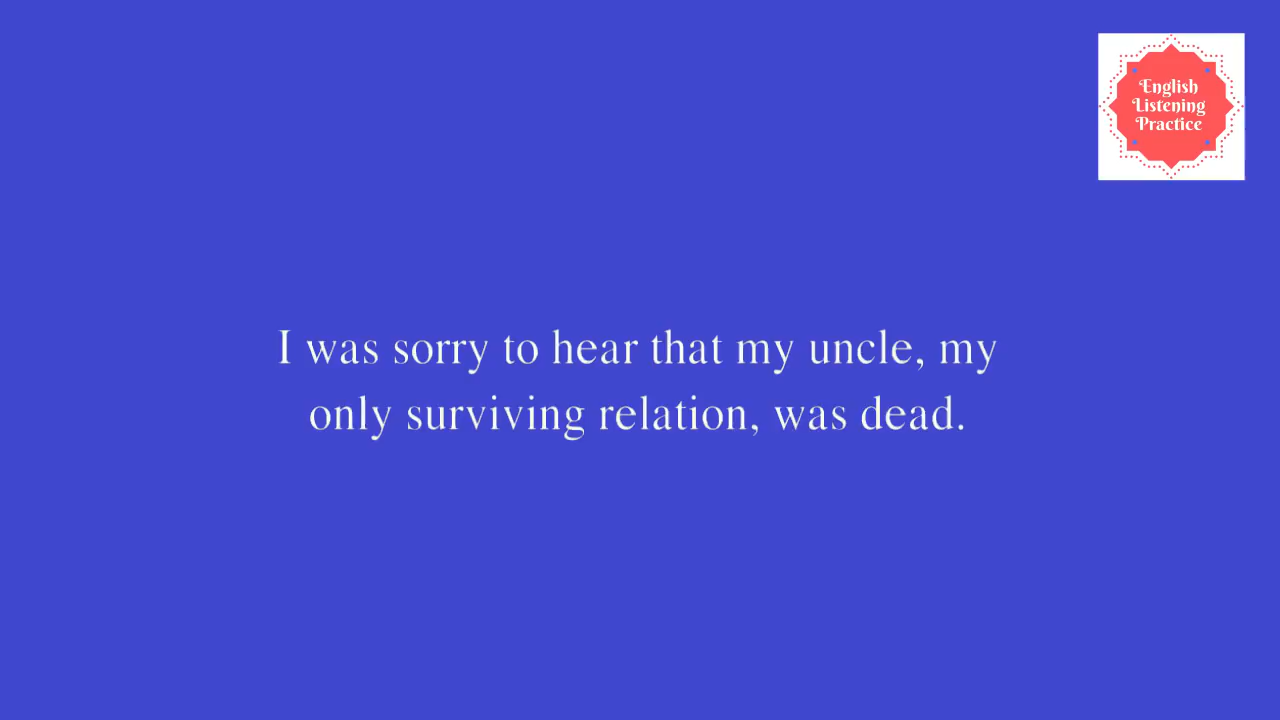 English
Listening
Practice
I was sorry to hear that my uncle, my
only surviving relation, was dead.